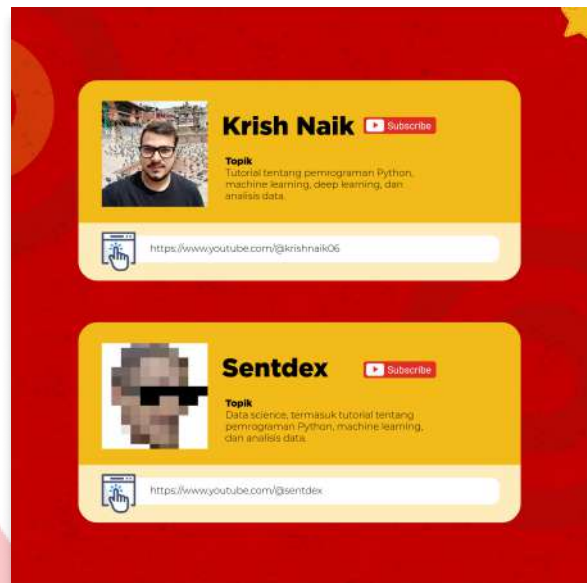 Krish Naik Subscribe
Topik
Tutorial tentang pemrograman Python,
machine learning, deep learning, dan
analisis data.
https://www.youtube.com/@krishnaik06
Sentdex Subscribe
Topik
Data science, termasuk tutorial tentang
pemrograman Python, machine learning,
dan analisis data.
https://www.youtube.com/@sentdex